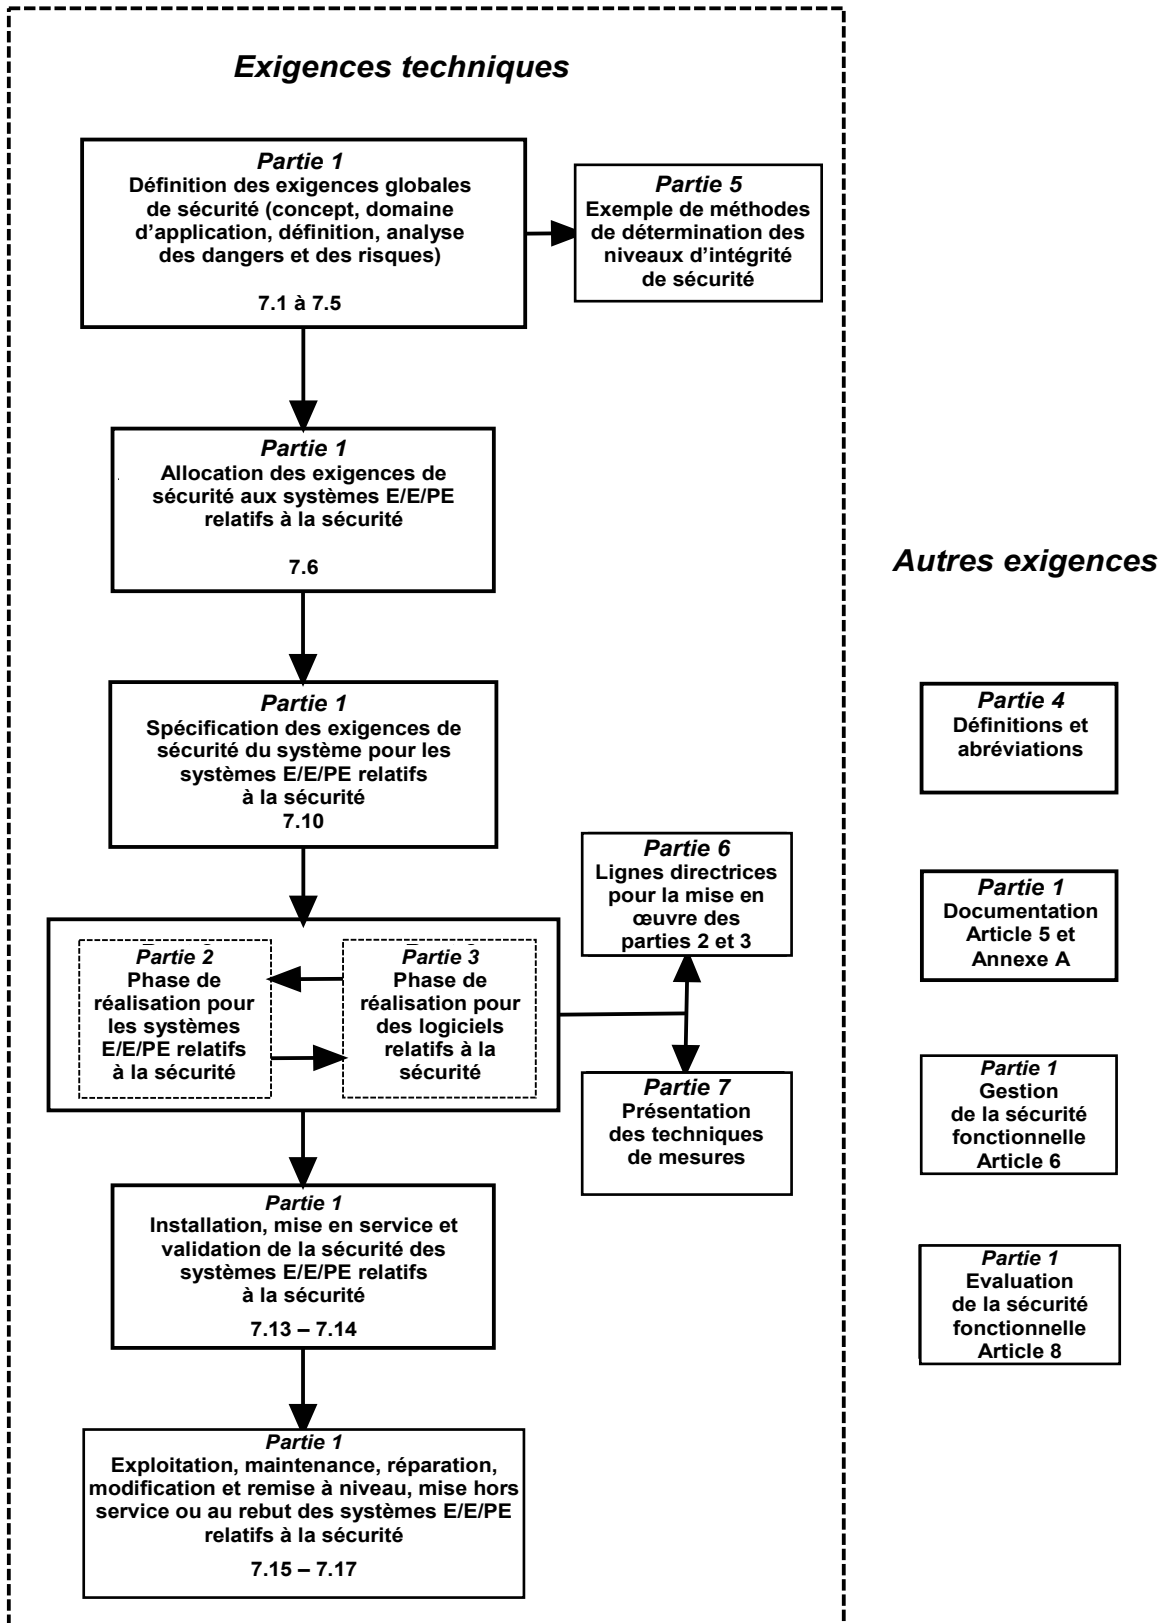 Exigences techniques
Partie 1
Définition des exigences globales
de sécurité (concept, domaine
d'application, définition, analyse
des dangers et des risques)
7.1 à 7.5
Partie 5
Exemple de méthodes
de détermination des
niveaux d'intégrité
de sécurité
Partie 1
Allocation des exigences de
sécurité aux systèmes E/E/PE
relatifs à la sécurité
7.6
Partie 1
Spécification des exigences de
sécurité du système pour les
systèmes E/E/PE relatifs
à la sécurité
7.10
Partie 2
Phase de
réalisation pour
les systèmes
E/E/PE relatifs
à la sécurité
Partie 3
Phase de
réalisation pour
des logiciels
relatifs à la
sécurité
Partie 6
Lignes directrices
pour la mise en
œuvre des
parties 2 et 3
Partie 7
Présentation
des techniques
de mesures
Partie 1
Installation, mise en service et
validation de la sécurité des
systèmes E/E/PE relatifs
à la sécurité
7.13 – 7.14
Partie 1
Exploitation, maintenance, réparation,
modification et remise à niveau, mise hors
service ou au rebut des systèmes E/E/PE
relatifs à la sécurité
7.15 – 7.17
Autres exigences
Partie 4
Définitions et
abréviations
Partie 1
Documentation
Article 5 et
Annexe A
Partie 1
Gestion
de la sécurité
fonctionnelle
Article 6
Partie 1
Evaluation
de la sécurité
fonctionnelle
Article 8